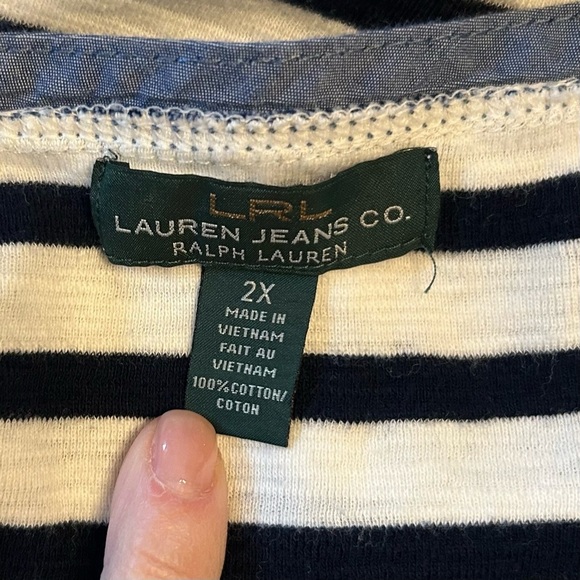 LRL
LAUREN JEANS CO.
RALPH LAUREN
2X
MADE IN
VIETNAM
FAIT AU
VIETNAM
100% COTTON/
COTON